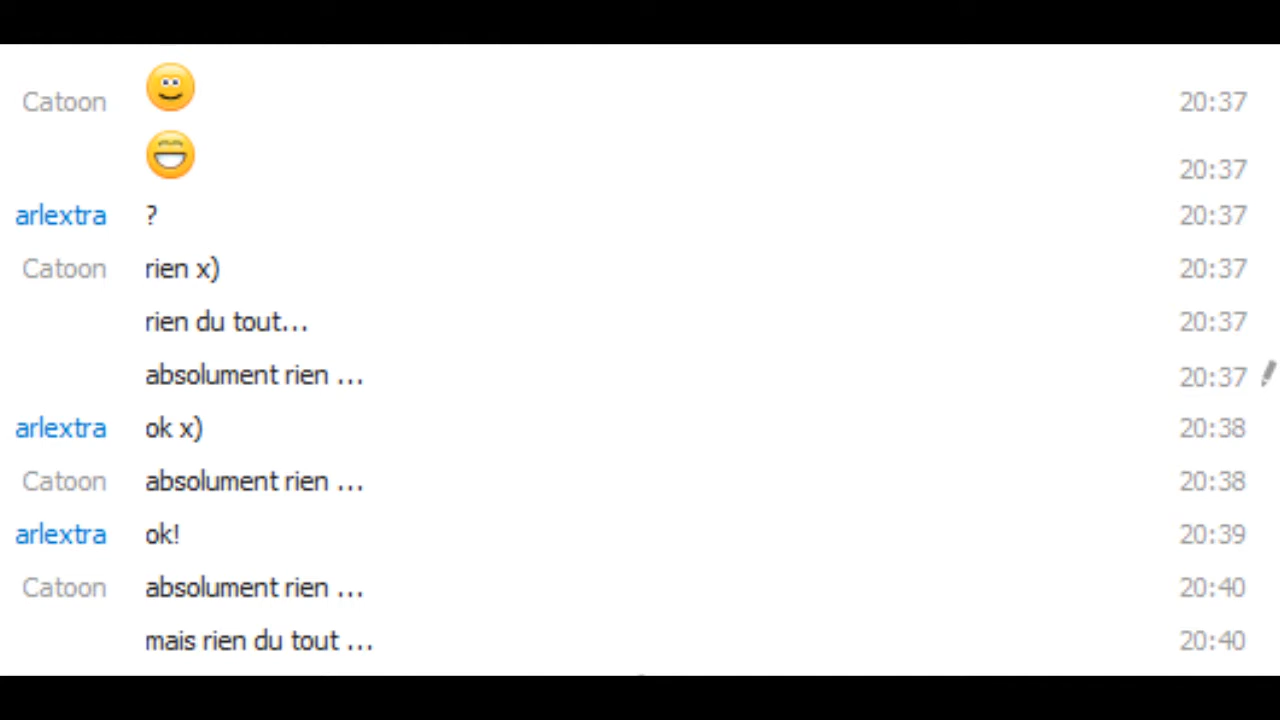 Catoon 20:37
20:37
arlextra ? 20:37
Catoon rien x) 20:37
rien du tout... 20:37
absolument rien ... 20:37
arlextra ok x) 20:38
Catoon absolument rien ... 20:38
arlextra ok! 20:39
Catoon absolument rien ... 20:40
mais rien du tout ... 20:40